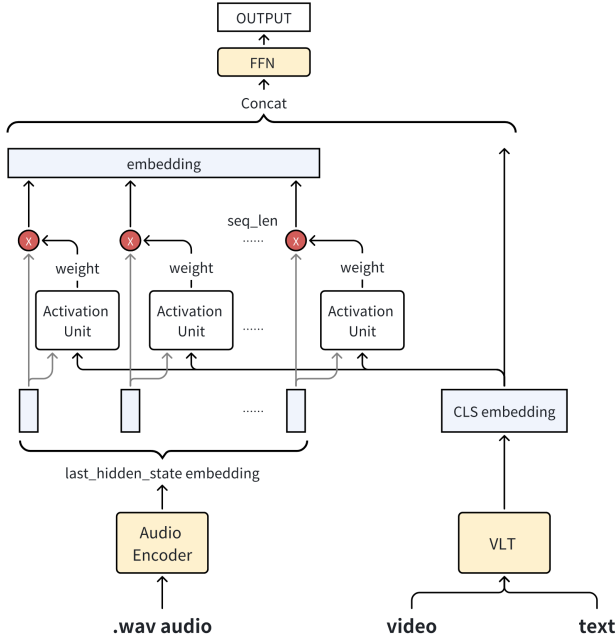 OUTPUT
FFN
Concat
embedding
seq_len
x
x
......
x
weight
weight
weight
Activation
Unit
Activation
Unit
......
Activation
Unit
......
CLS embedding
last_hidden_state embedding
Audio
Encoder
VLT
.wav audio
video
text